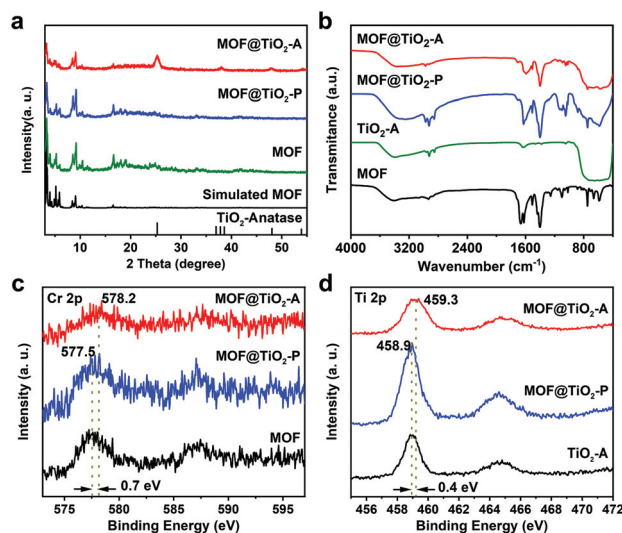 a
MOF@TiO₂-A
MOF@TiO₂-P
MOF
Simulated MOF
TiO₂-Anatase
Intensity(a. u.)
10 20 30 40 50
2 Theta (degree)
b
MOF@TiO₂-A
MOF@TiO₂-P
TiO₂-A
MOF
Transmitance (a.u.)
4000 3200 2400 1600 800
Wavenumber (cm⁻¹)
c
Cr 2p
578.2
MOF@TiO₂-A
577.5
MOF@TiO₂-P
MOF
0.7 eV
Intensity (a. u.)
575 580 585 590 595
Binding Energy (eV)
d
Ti 2p
459.3
MOF@TiO₂-A
458.9
MOF@TiO₂-P
TiO₂-A
0.4 eV
Intensity (a. u.)
456 458 460 462 464 466 468 470 472
Binding Energy (eV)